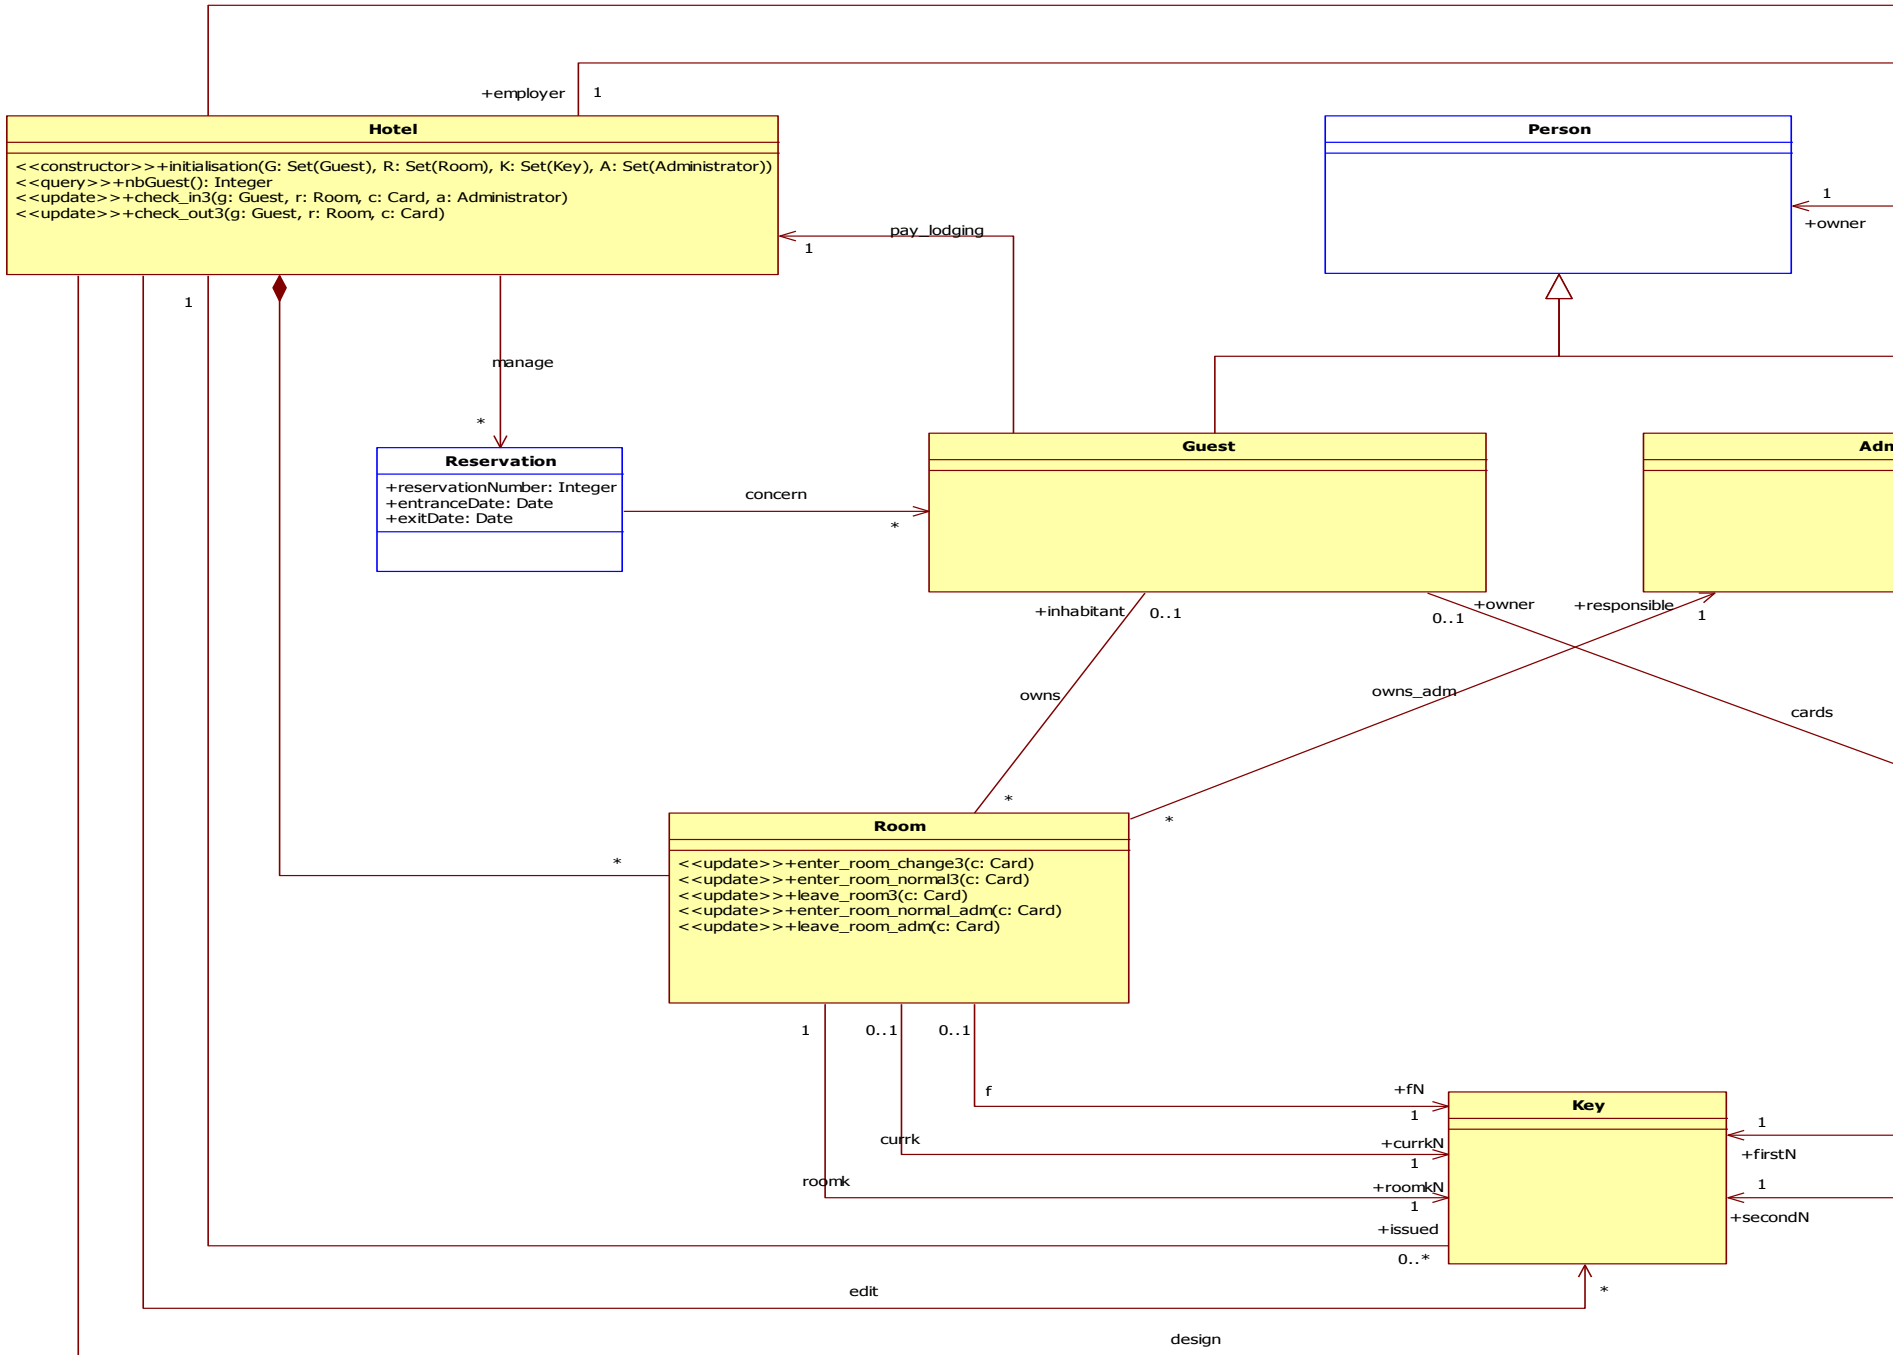 +employer
1
Hotel
<<constructor>>+initialisation(G: Set(Guest), R: Set(Room), K: Set(Key), A: Set(Administrator))
<<query>>+nbGuest(): Integer
<<update>>+check_in3(g: Guest, r: Room, c: Card, a: Administrator)
<<update>>+check_out3(g: Guest, r: Room, c: Card)
Person
1
+owner
pay_lodging
1
1
manage
*
Reservation
+reservationNumber: Integer
+entranceDate: Date
+exitDate: Date
concern
*
Guest
Adm
+inhabitant
0..1
+owner
0..1
+responsible
1
owns
owns_adm
cards
*
*
*
Room
<<update>>+enter_room_change3(c: Card)
<<update>>+enter_room_normal3(c: Card)
<<update>>+leave_room3(c: Card)
<<update>>+enter_room_normal_adm(c: Card)
<<update>>+leave_room_adm(c: Card)
1
0..1
0..1
f
+fN
1
currk
+currkN
1
roomk
+roomkN
1
+issued
0..*
Key
1
+firstN
1
+secondN
edit
*
design